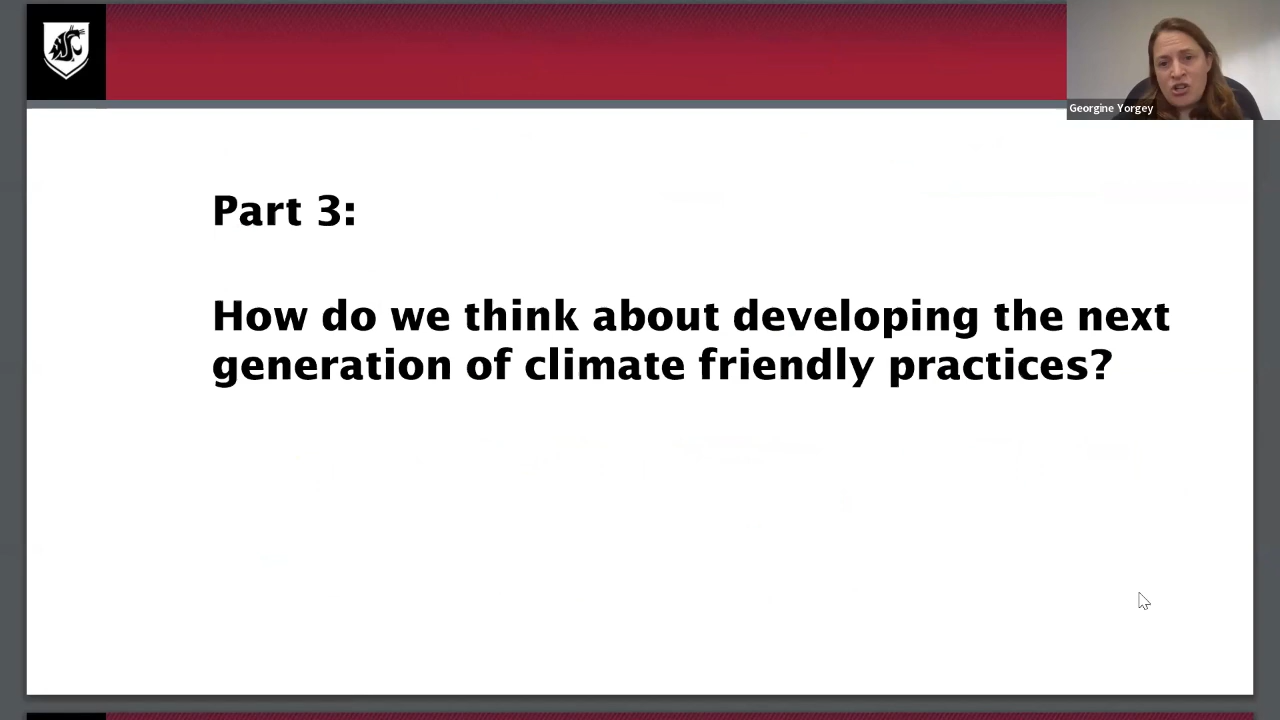 Georgine Yorgey
Part 3:
How do we think about developing the next
generation of climate friendly practices?